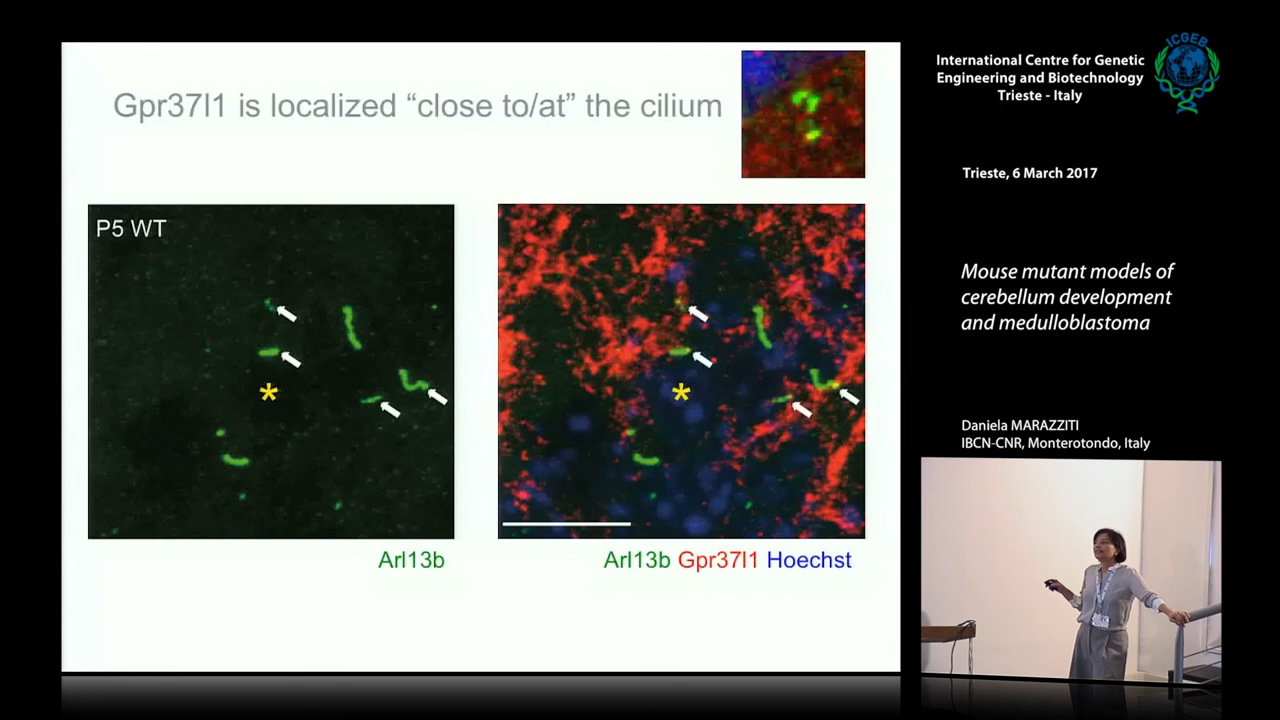 Gpr37l1 is localized “close to/at” the cilium
P5 WT
*
*
Arl13b
Arl13b Gpr37l1 Hoechst
ICGEB
International Centre for Genetic
Engineering and Biotechnology
Trieste - Italy
Trieste, 6 March 2017
Mouse mutant models of
cerebellum development
and medulloblastoma
Daniela MARAZZITI
IBCN-CNR, Monterotondo, Italy